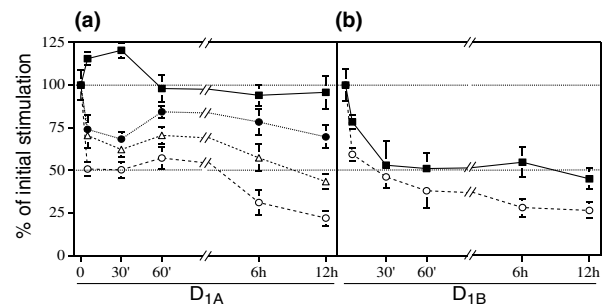 (a) (b)
% of initial stimulation
125
100
75
50
25
0
0 30' 60' 6h 12h 30' 60' 6h 12h
D1A D1B